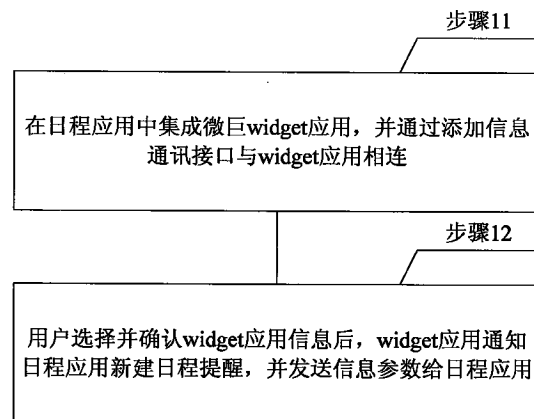 步骤11
在日程应用中集成微巨widget应用，并通过添加信息
通讯接口与widget应用相连
步骤12
用户选择并确认widget应用信息后，widget应用通知
日程应用新建日程提醒，并发送信息参数给日程应用